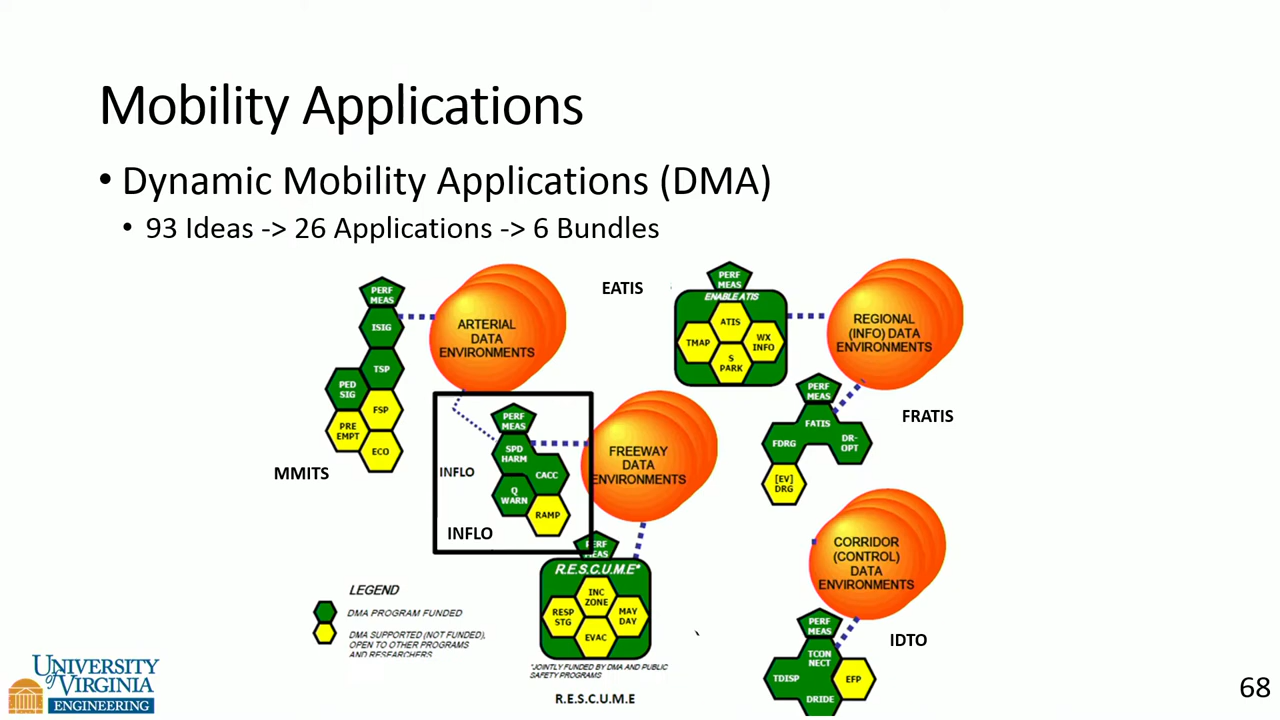 Mobility Applications
• Dynamic Mobility Applications (DMA)
• 93 Ideas -> 26 Applications -> 6 Bundles
PERF
MEAS
ISIG
TSP
PED
SIG
FSP
PRE
EMPT
ECO
MMITS
ARTERIAL
DATA
ENVIRONMENTS
EATIS
PERF
MEAS
ENABLE ATIS
ATIS
TMAP
WX
INFO
S
PARK
REGIONAL
(INFO) DATA
ENVIRONMENTS
PERF
MEAS
FATIS
FDRG
DR-
OPT
[EV]
DRG
FRATIS
PERF
MEAS
SPD
HARM
CACC
Q
WARN
RAMP
INFLO
INFLO
FREEWAY
DATA
ENVIRONMENTS
PERF
MEAS
R.E.S.C.U.M.E*
INC
ZONE
RESP
STG
MAY
DAY
EVAC
*JOINTLY FUNDED BY DMA AND PUBLIC
SAFETY PROGRAMS
R.E.S.C.U.M.E
CORRIDOR
(CONTROL)
DATA
ENVIRONMENTS
PERF
MEAS
TCON
NECT
TDISP
EFP
DRIDE
IDTO
LEGEND
DMA PROGRAM FUNDED
DMA SUPPORTED (NOT FUNDED),
OPEN TO OTHER PROGRAMS
AND RESEARCHERS
UNIVERSITY
of VIRGINIA
ENGINEERING
68